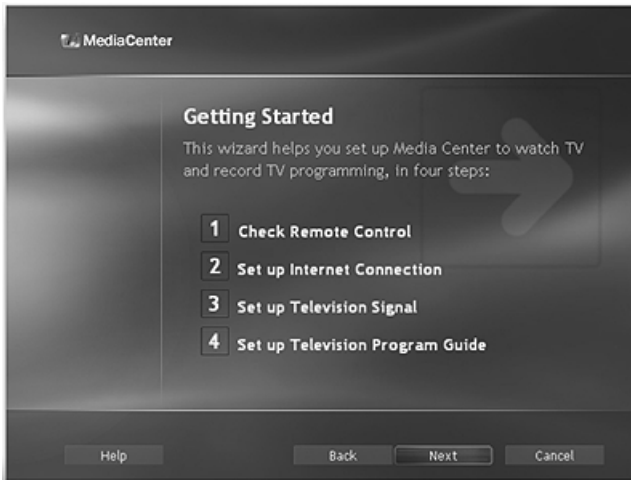 MediaCenter
Getting Started
This wizard helps you set up Media Center to watch TV
and record TV programming, in four steps:
1 Check Remote Control
2 Set up Internet Connection
3 Set up Television Signal
4 Set up Television Program Guide
Help Back Next Cancel